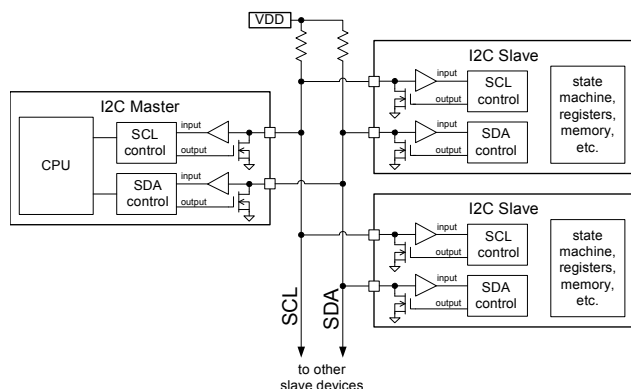 VDD
I2C Master
CPU
SCL
control
input
output
SDA
control
input
output
I2C Slave
input
output
SCL
control
input
output
SDA
control
state
machine,
registers,
memory,
etc.
I2C Slave
input
output
SCL
control
input
output
SDA
control
state
machine,
registers,
memory,
etc.
SCL
SDA
to other
slave devices